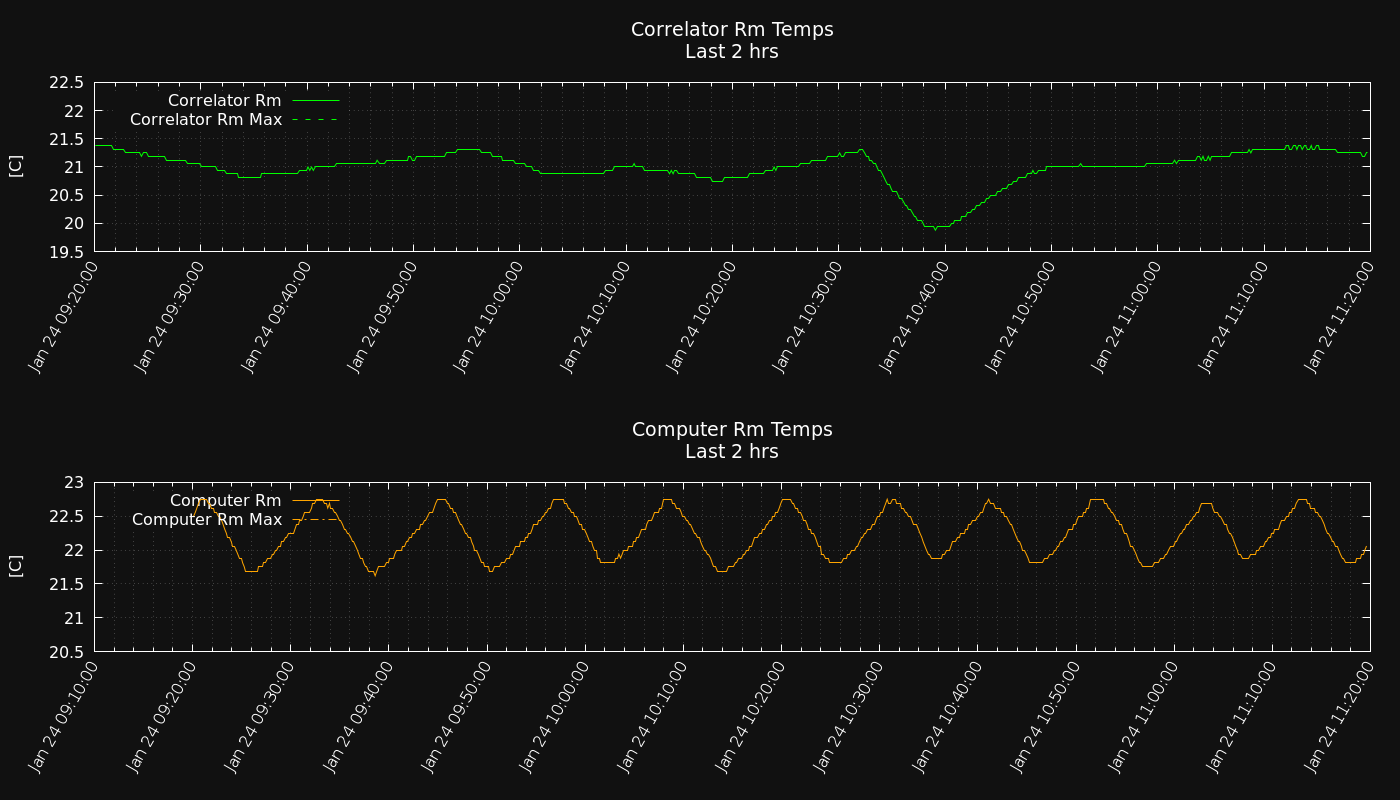 Correlator Rm Temps
Last 2 hrs
22.5
22
21.5
21
20.5
20
19.5
[C]
Correlator Rm
Correlator Rm Max
Jan 24 09:20:00
Jan 24 09:30:00
Jan 24 09:40:00
Jan 24 09:50:00
Jan 24 10:00:00
Jan 24 10:10:00
Jan 24 10:20:00
Jan 24 10:30:00
Jan 24 10:40:00
Jan 24 10:50:00
Jan 24 11:00:00
Jan 24 11:10:00
Jan 24 11:20:00
Computer Rm Temps
Last 2 hrs
23
22.5
22
21.5
21
20.5
[C]
Computer Rm
Computer Rm Max
Jan 24 09:10:00
Jan 24 09:20:00
Jan 24 09:30:00
Jan 24 09:40:00
Jan 24 09:50:00
Jan 24 10:00:00
Jan 24 10:10:00
Jan 24 10:20:00
Jan 24 10:30:00
Jan 24 10:40:00
Jan 24 10:50:00
Jan 24 11:00:00
Jan 24 11:10:00
Jan 24 11:20:00